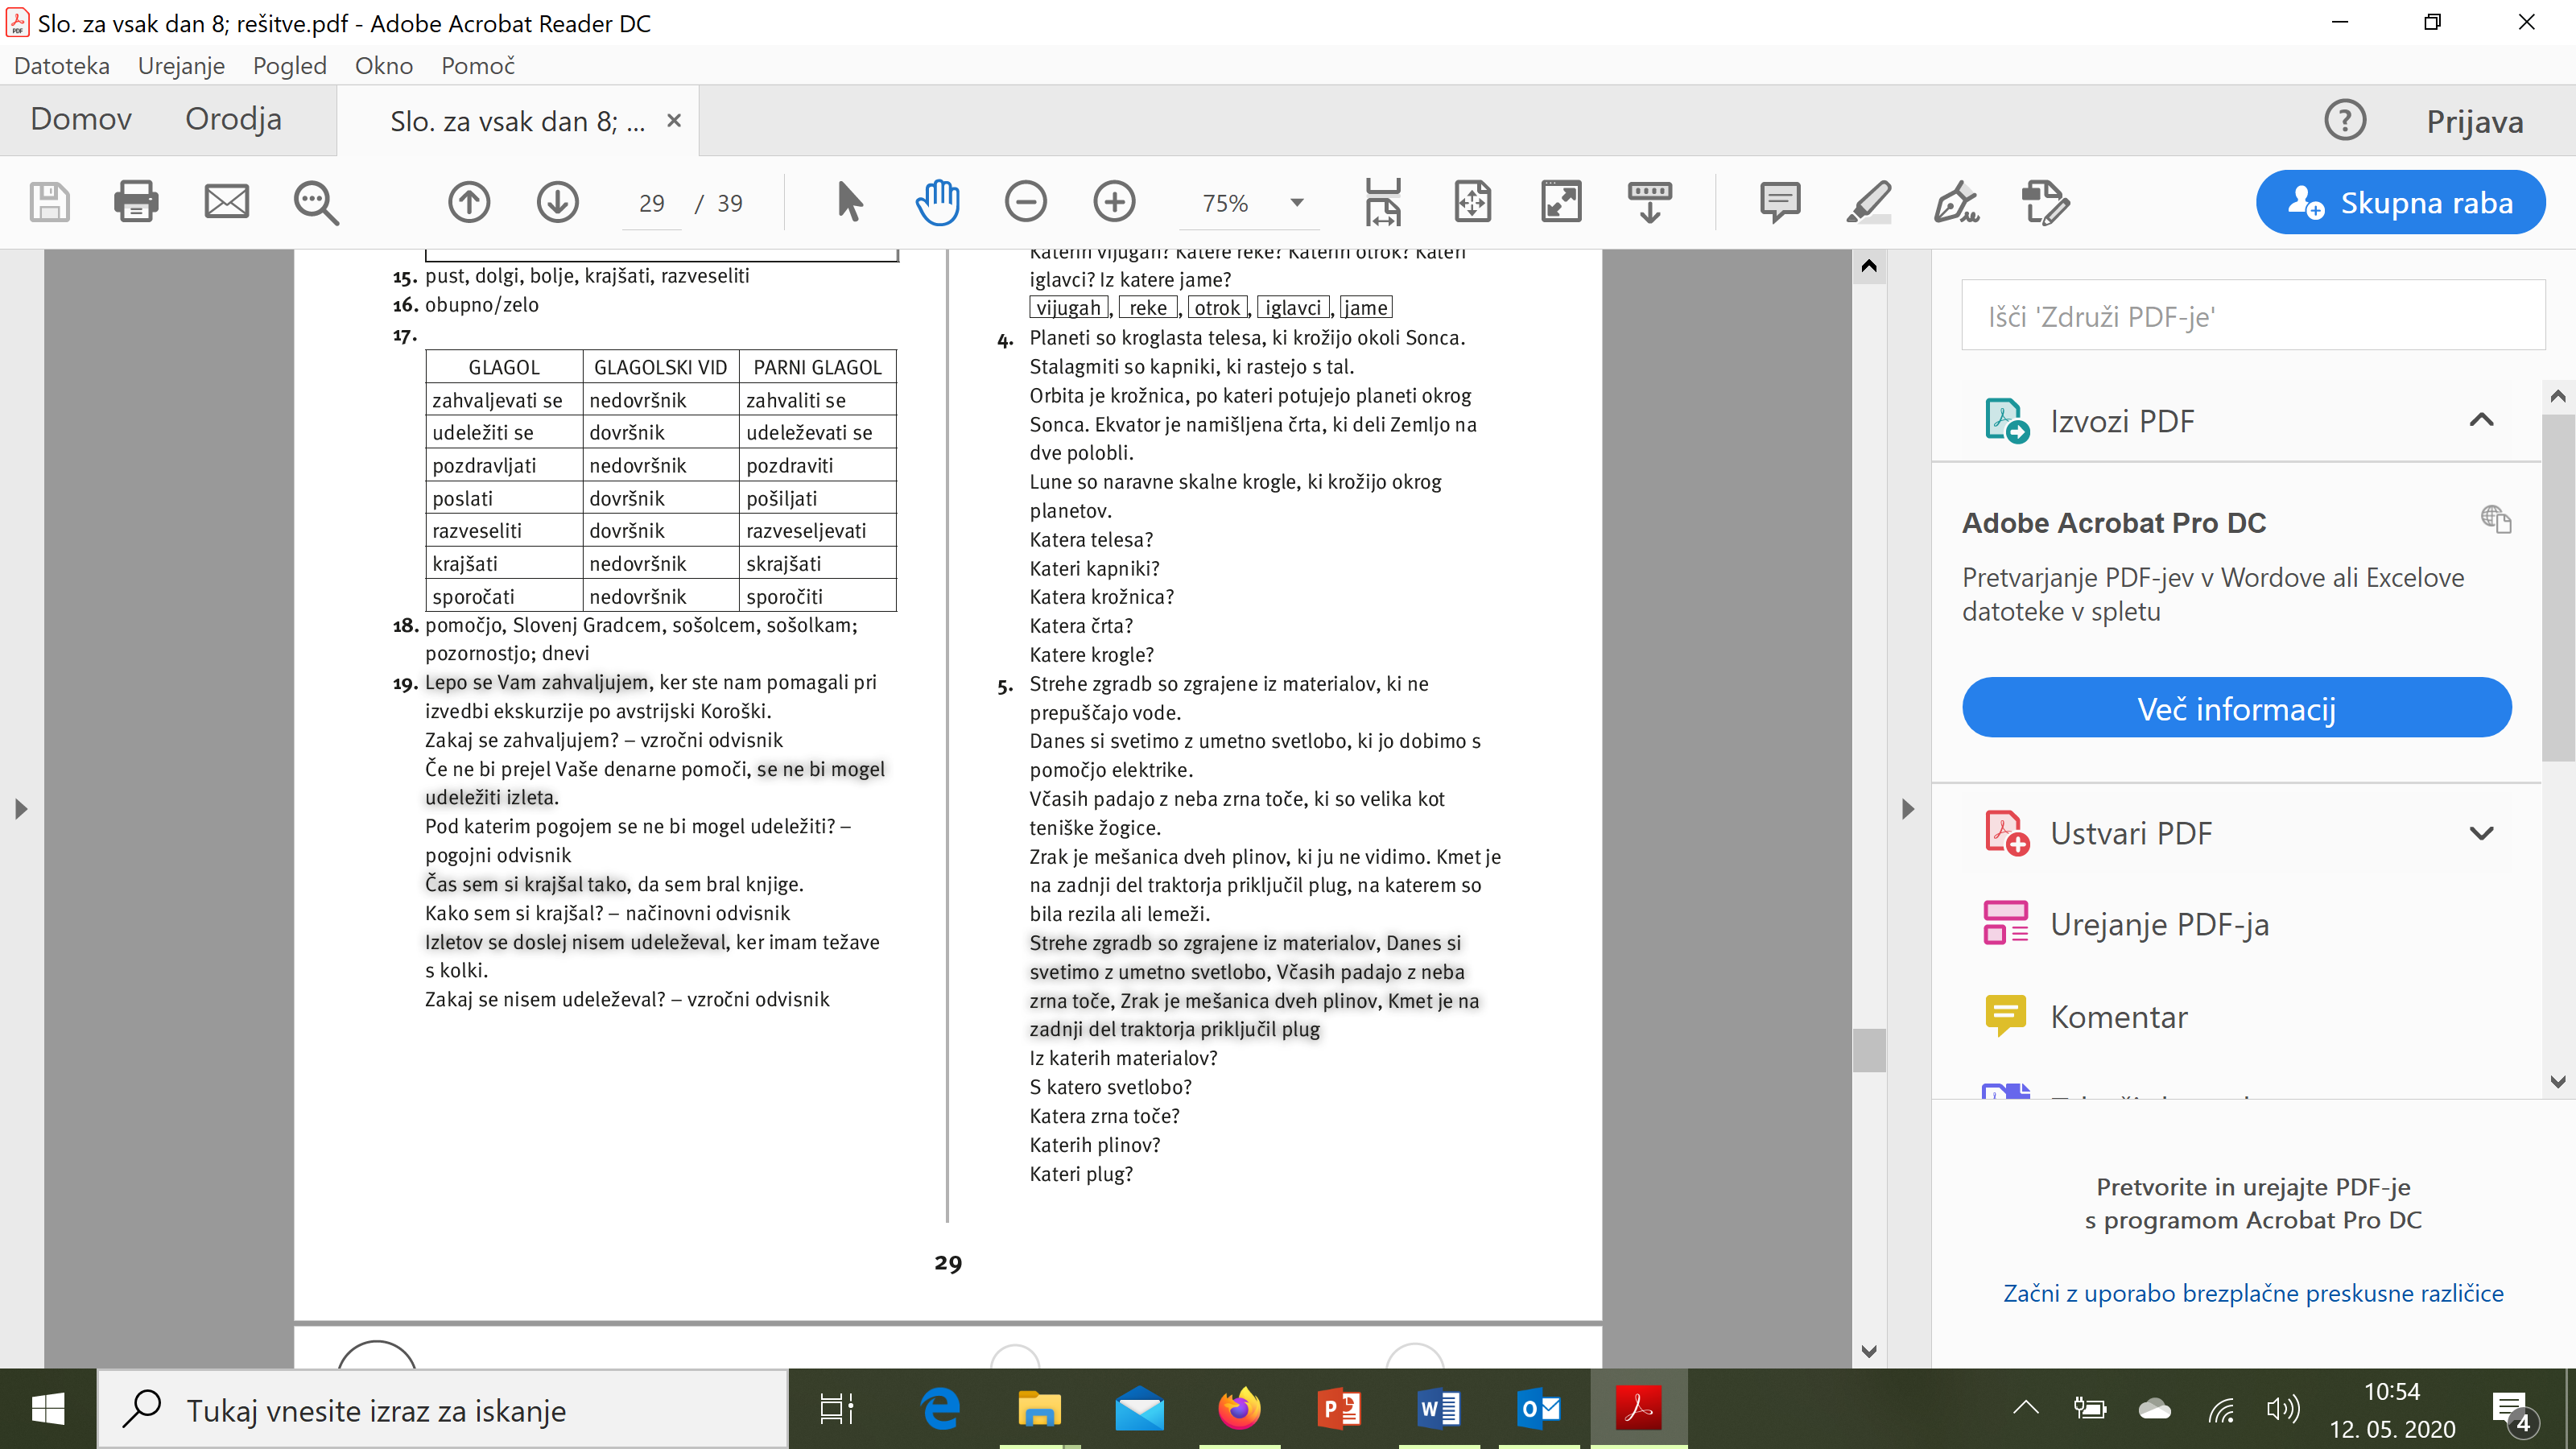 Slo. za vsak dan 8; rešitve.pdf - Adobe Acrobat Reader DC
Datoteka Urejanje Pogled Okno Pomoč
Domov Orodja Slo. za vsak dan 8; ... × Prijava
29 / 39 75% Skupna raba
15. pust, dolgi, bolje, krajšati, razveseliti
16. obupno/zelo
17.
GLAGOL GLAGOLSKI VID PARNI GLAGOL
zahvaljevati se nedovršnik zahvaliti se
udeležiti se dovršnik udeleževati se
pozdravljati nedovršnik pozdraviti
poslati dovršnik pošiljati
razveseliti dovršnik razveseljevati
krajšati nedovršnik skrajšati
sporočati nedovršnik sporočiti
18. pomočjo, Slovenj Gradcem, sošolcem, sošolkam;
pozornostjo; dnevi
19. Lepo se Vam zahvaljujem, ker ste nam pomagali pri
izvedbi ekskurzije po avstrijski Koroški.
Zakaj se zahvaljujem? – vzročni odvisnik
Če ne bi prejel Vaše denarne pomoči, se ne bi mogel
udeležiti izleta.
Pod katerim pogojem se ne bi mogel udeležiti? –
pogojni odvisnik
Čas sem si krajšal tako, da sem bral knjige.
Kako sem si krajšal? – načinovni odvisnik
Izletov se doslej nisem udeleževal, ker imam težave
s kolki.
Zakaj se nisem udeleževal? – vzročni odvisnik
Katerih vijugah? Katere reke? Katerih otrok? Kateri
iglavci? Iz katere jame?
vijugah, reke, otrok, iglavci, jame
4. Planeti so kroglasta telesa, ki krožijo okoli Sonca.
Stalagmiti so kapniki, ki rastejo s tal.
Orbita je krožnica, po kateri potujejo planeti okrog
Sonca. Ekvator je namišljena črta, ki deli Zemljo na
dve polobli.
Lune so naravne skalne krogle, ki krožijo okrog
planetov.
Katera telesa?
Kateri kapniki?
Katera krožnica?
Katera črta?
Katere krogle?
5. Strehe zgradb so zgrajene iz materialov, ki ne
prepuščajo vode.
Danes si svetimo z umetno svetlobo, ki jo dobimo s
pomočjo elektrike.
Včasih padajo z neba zrna toče, ki so velika kot
teniške žogice.
Zrak je mešanica dveh plinov, ki ju ne vidimo. Kmet je
na zadnji del traktorja priključil plug, na katerem so
bila rezila ali lemeži.
Strehe zgradb so zgrajene iz materialov, Danes si
svetimo z umetno svetlobo, Včasih padajo z neba
zrna toče, Zrak je mešanica dveh plinov, Kmet je na
zadnji del traktorja priključil plug
Iz katerih materialov?
S katero svetlobo?
Katera zrna toče?
Katerih plinov?
Kateri plug?
29
Išči 'Združi PDF-je'
Izvozi PDF
Adobe Acrobat Pro DC
Pretvarjanje PDF-jev v Wordove ali Excelove
datoteke v spletu
Več informacij
Ustvari PDF
Urejanje PDF-ja
Komentar
Pretvorite in urejajte PDF-je
s programom Acrobat Pro DC
Začni z uporabo brezplačne preskusne različice
Tukaj vnesite izraz za iskanje
10:54
12. 05. 2020
4